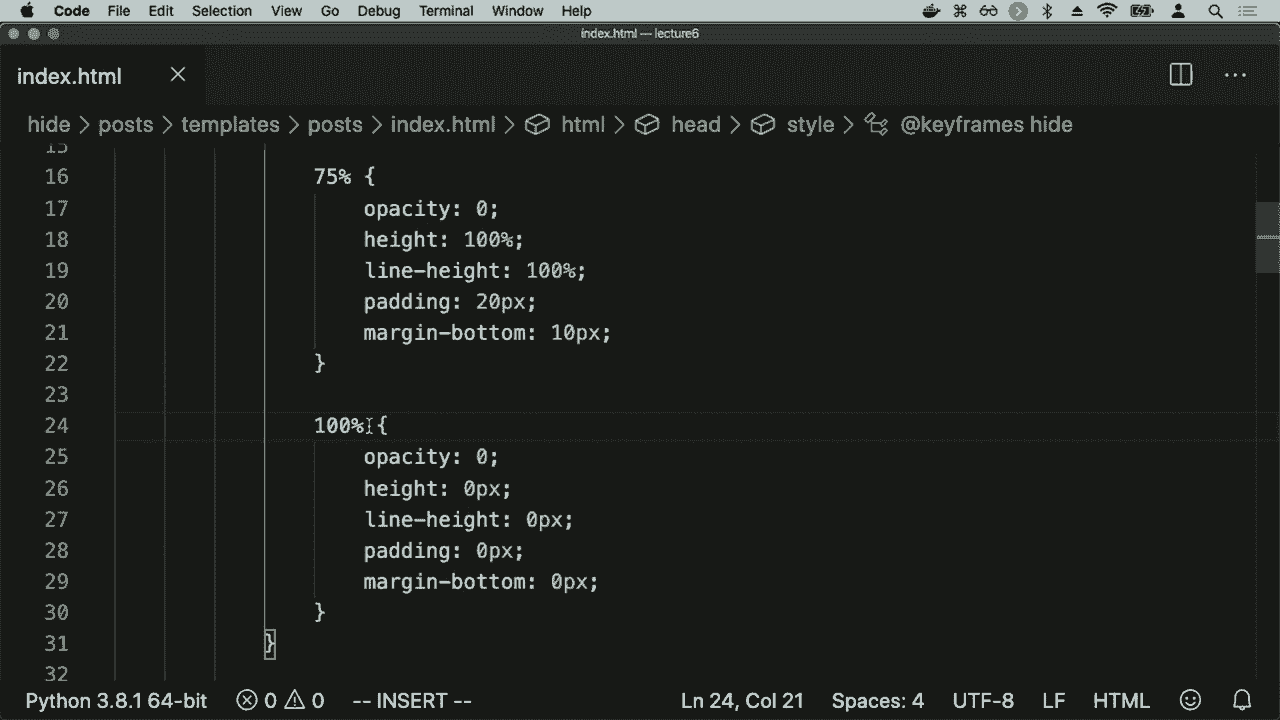 Code File Edit Selection View Go Debug Terminal Window Help
index.html — lecture6
index.html
hide > posts > templates > posts > index.html > html > head > style > @keyframes hide
15
16 75% {
17 opacity: 0;
18 height: 100%;
19 line-height: 100%;
20 padding: 20px;
21 margin-bottom: 10px;
22 }
23
24 100% {
25 opacity: 0;
26 height: 0px;
27 line-height: 0px;
28 padding: 0px;
29 margin-bottom: 0px;
30 }
31 }
32
Python 3.8.1 64-bit 0 0 -- INSERT -- Ln 24, Col 21 Spaces: 4 UTF-8 LF HTML